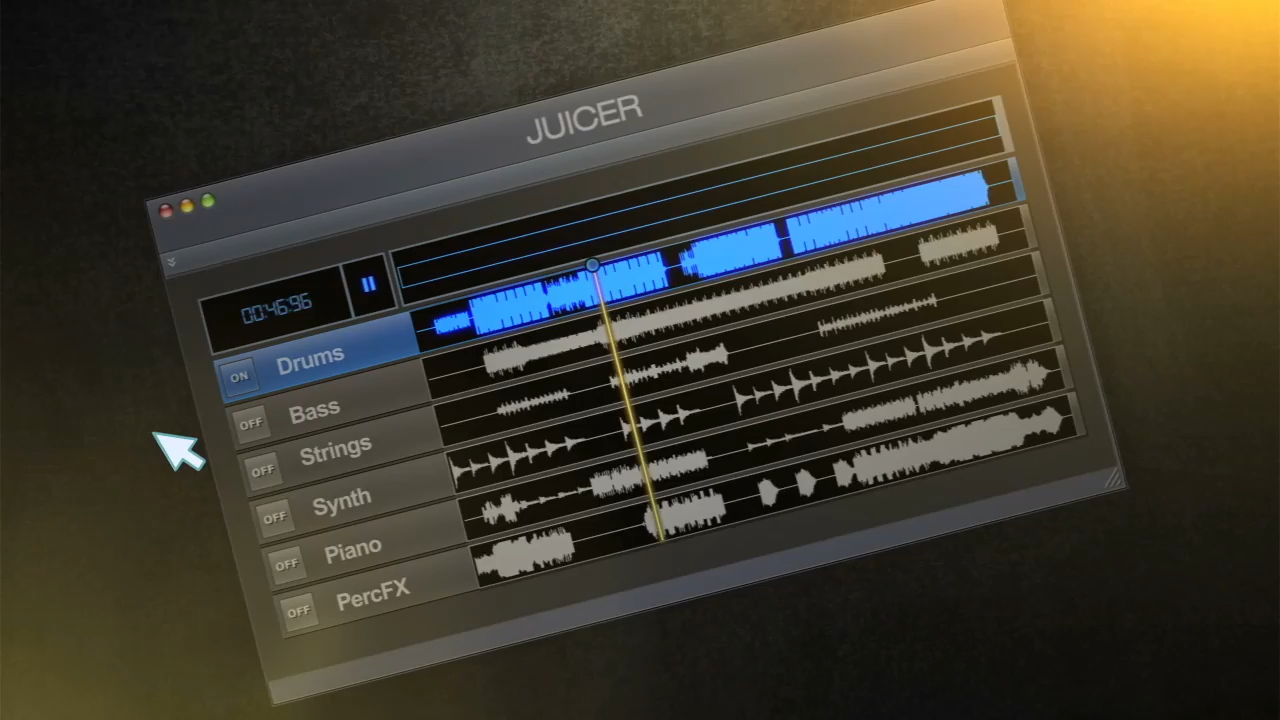 JUICER
00:46:96
ON Drums
OFF Bass
OFF Strings
OFF Synth
OFF Piano
OFF PercFX